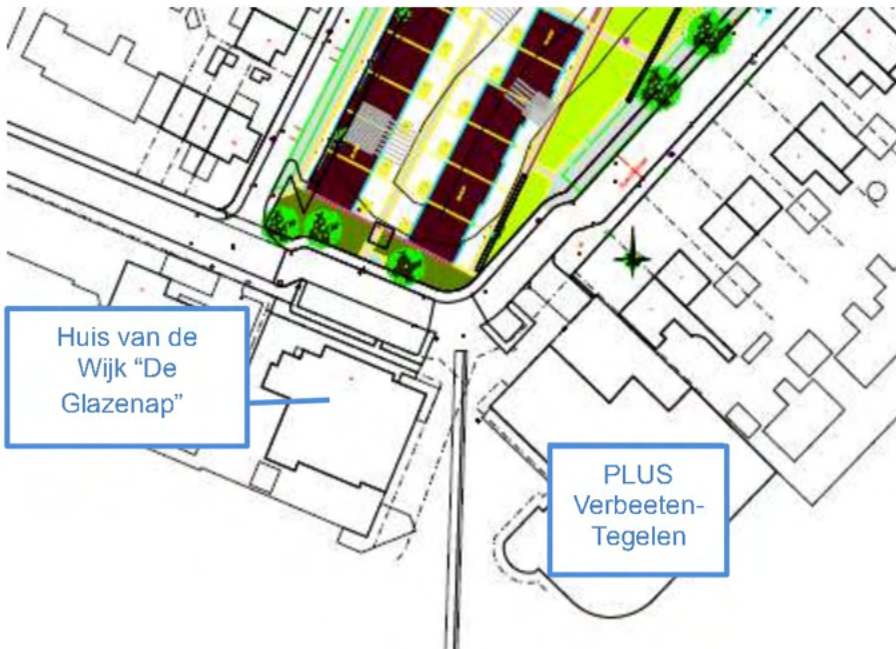 Huis van de
Wijk “De
Glazenap”
PLUS
Verbeeten-
Tegelen